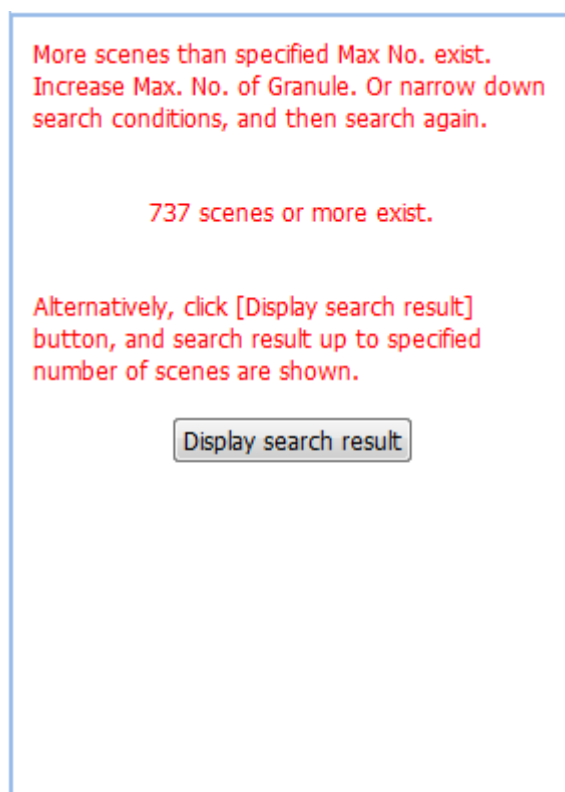 More scenes than specified Max No. exist.
Increase Max. No. of Granule. Or narrow down
search conditions, and then search again.
737 scenes or more exist.
Alternatively, click [Display search result]
button, and search result up to specified
number of scenes are shown.
Display search result